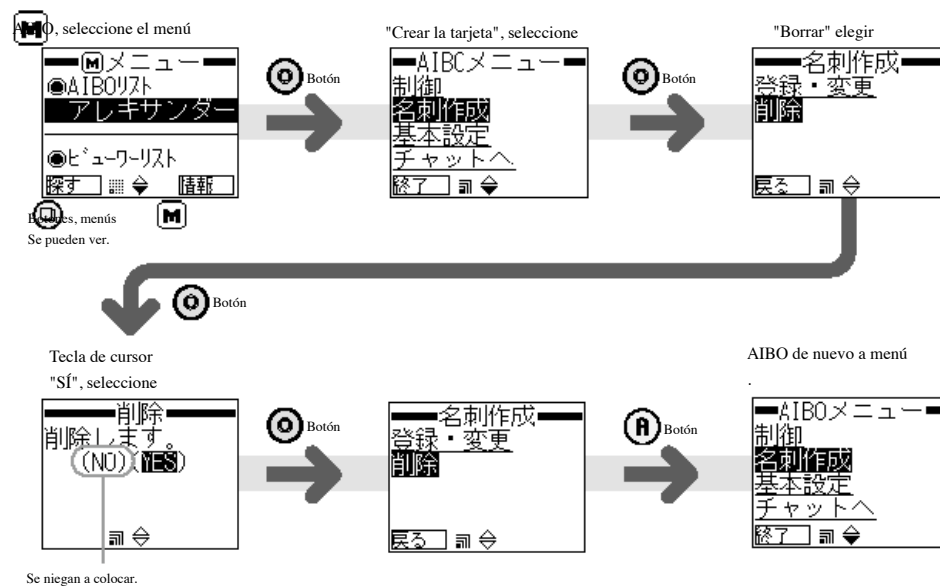 AIBO, seleccione el menú
"Crear la tarjeta", seleccione
"Borrar" elegir
Mメニュー
◉AIBOリスト
アレキサンダー
◉ビューワーリスト
探す 情報
Botón
AIBOメニュー
制御
名刺作成
基本設定
チャットへ
終了
Botón
名刺作成
登録・変更
削除
戻る
M
Botones, menús
Se pueden ver.
Botón
Tecla de cursor
"SÍ", seleccione
AIBO de nuevo a menú
.
削除
削除します。
(NO)(YES)
Botón
名刺作成
登録・変更
削除
戻る
A
Botón
AIBOメニュー
制御
名刺作成
基本設定
チャットへ
終了
Se niegan a colocar.